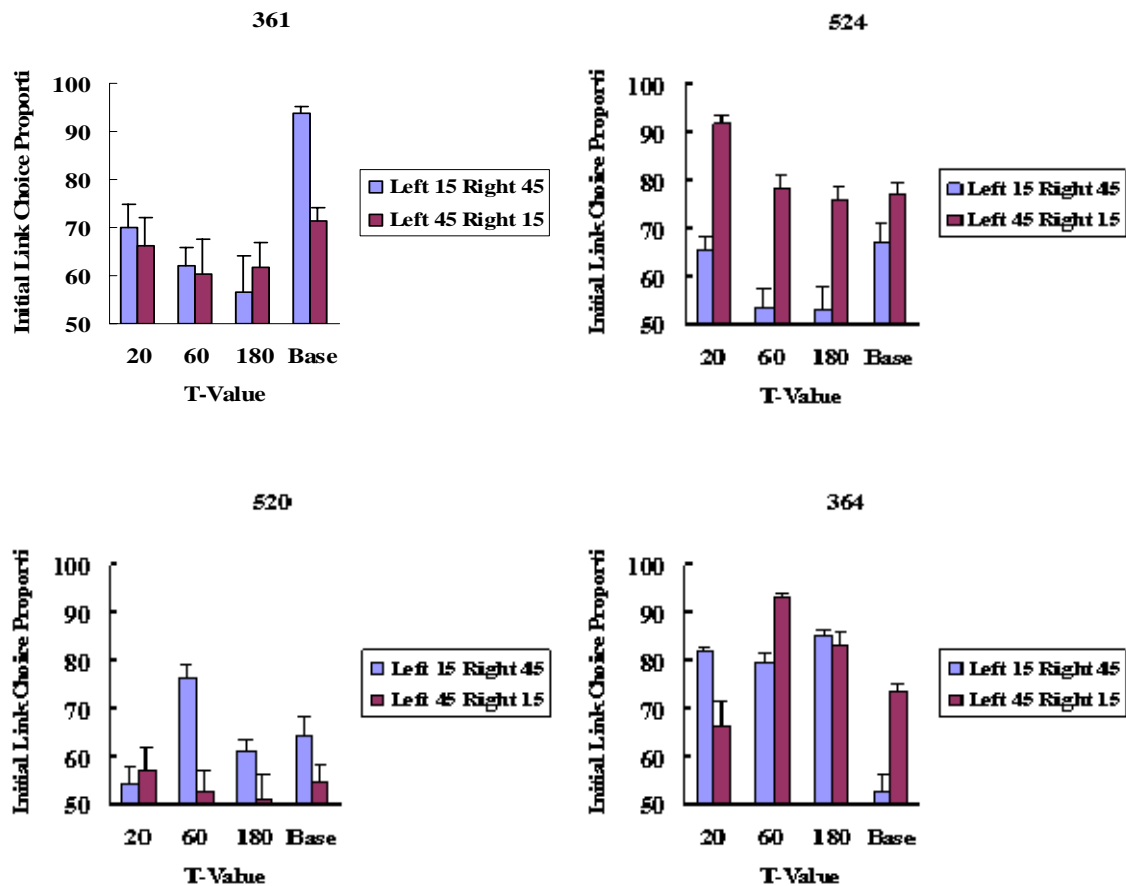 361
Initial Link Choice Proporti
100
90
80
70
60
50
20 60 180 Base
T-Value
Left 15 Right 45
Left 45 Right 15
524
Initial Link Choice Proporti
100
90
80
70
60
50
20 60 180 Base
T-Value
Left 15 Right 45
Left 45 Right 15
520
Initial Link Choice Proporti
100
90
80
70
60
50
20 60 180 Base
T-Value
Left 15 Right 45
Left 45 Right 15
364
Initial Link Choice Proporti
100
90
80
70
60
50
20 60 180 Base
T-Value
Left 15 Right 45
Left 45 Right 15